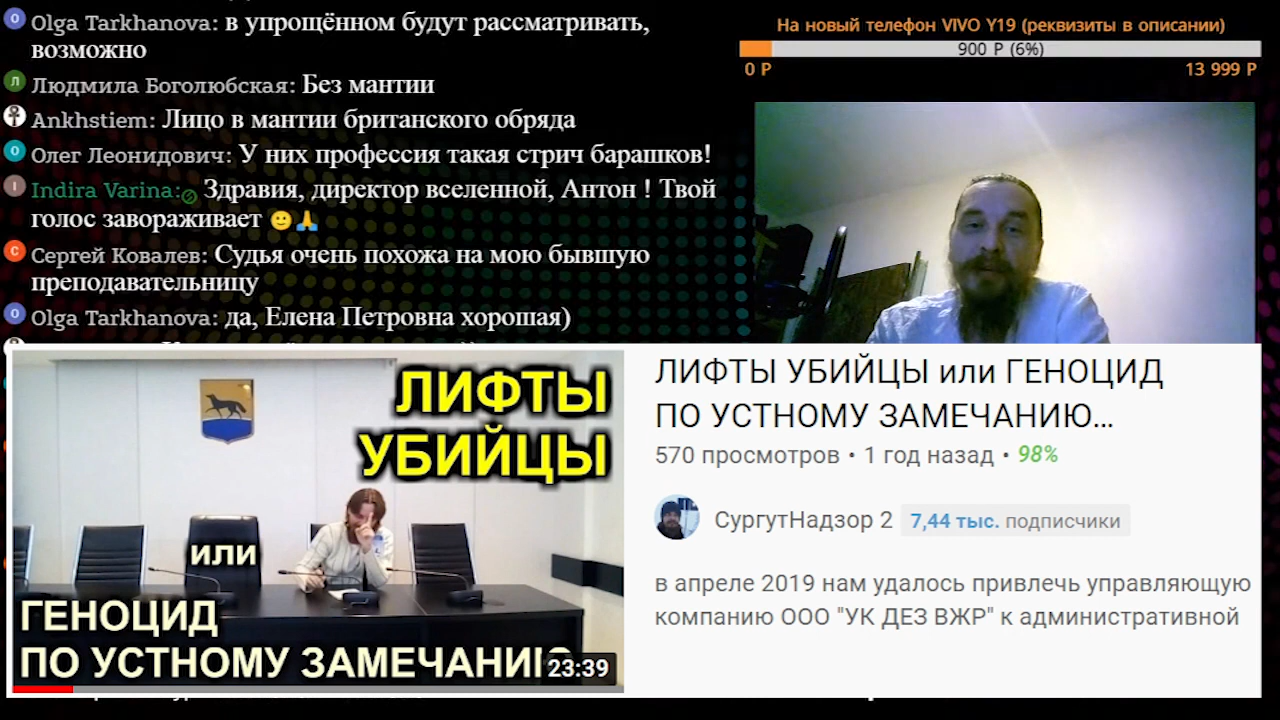 Olga Tarkhanova: в упрощённом будут рассматривать,
возможно
Людмила Боголюбская: Без мантии
Ankhstiem: Лицо в мантии британского обряда
Олег Леонидович: У них профессия такая стрич барашков!
Indira Varina: Здравия, директор вселенной, Антон ! Твой
голос завораживает 🙂🙏
Сергей Ковалев: Судья очень похожа на мою бывшую
преподавательницу
Olga Tarkhanova: да, Елена Петровна хорошая)
На новый телефон VIVO Y19 (реквизиты в описании)
900 Р (6%)
0 Р
13 999 Р
ЛИФТЫ
УБИЙЦЫ
или
ГЕНОЦИД
ПО УСТНОМУ ЗАМЕЧАНИЮ
23:39
ЛИФТЫ УБИЙЦЫ или ГЕНОЦИД
ПО УСТНОМУ ЗАМЕЧАНИЮ...
570 просмотров • 1 год назад • 98%
СургутНадзор 2 7,44 тыс. подписчики
в апреле 2019 нам удалось привлечь управляющую
компанию ООО "УК ДЕЗ ВЖР" к административной